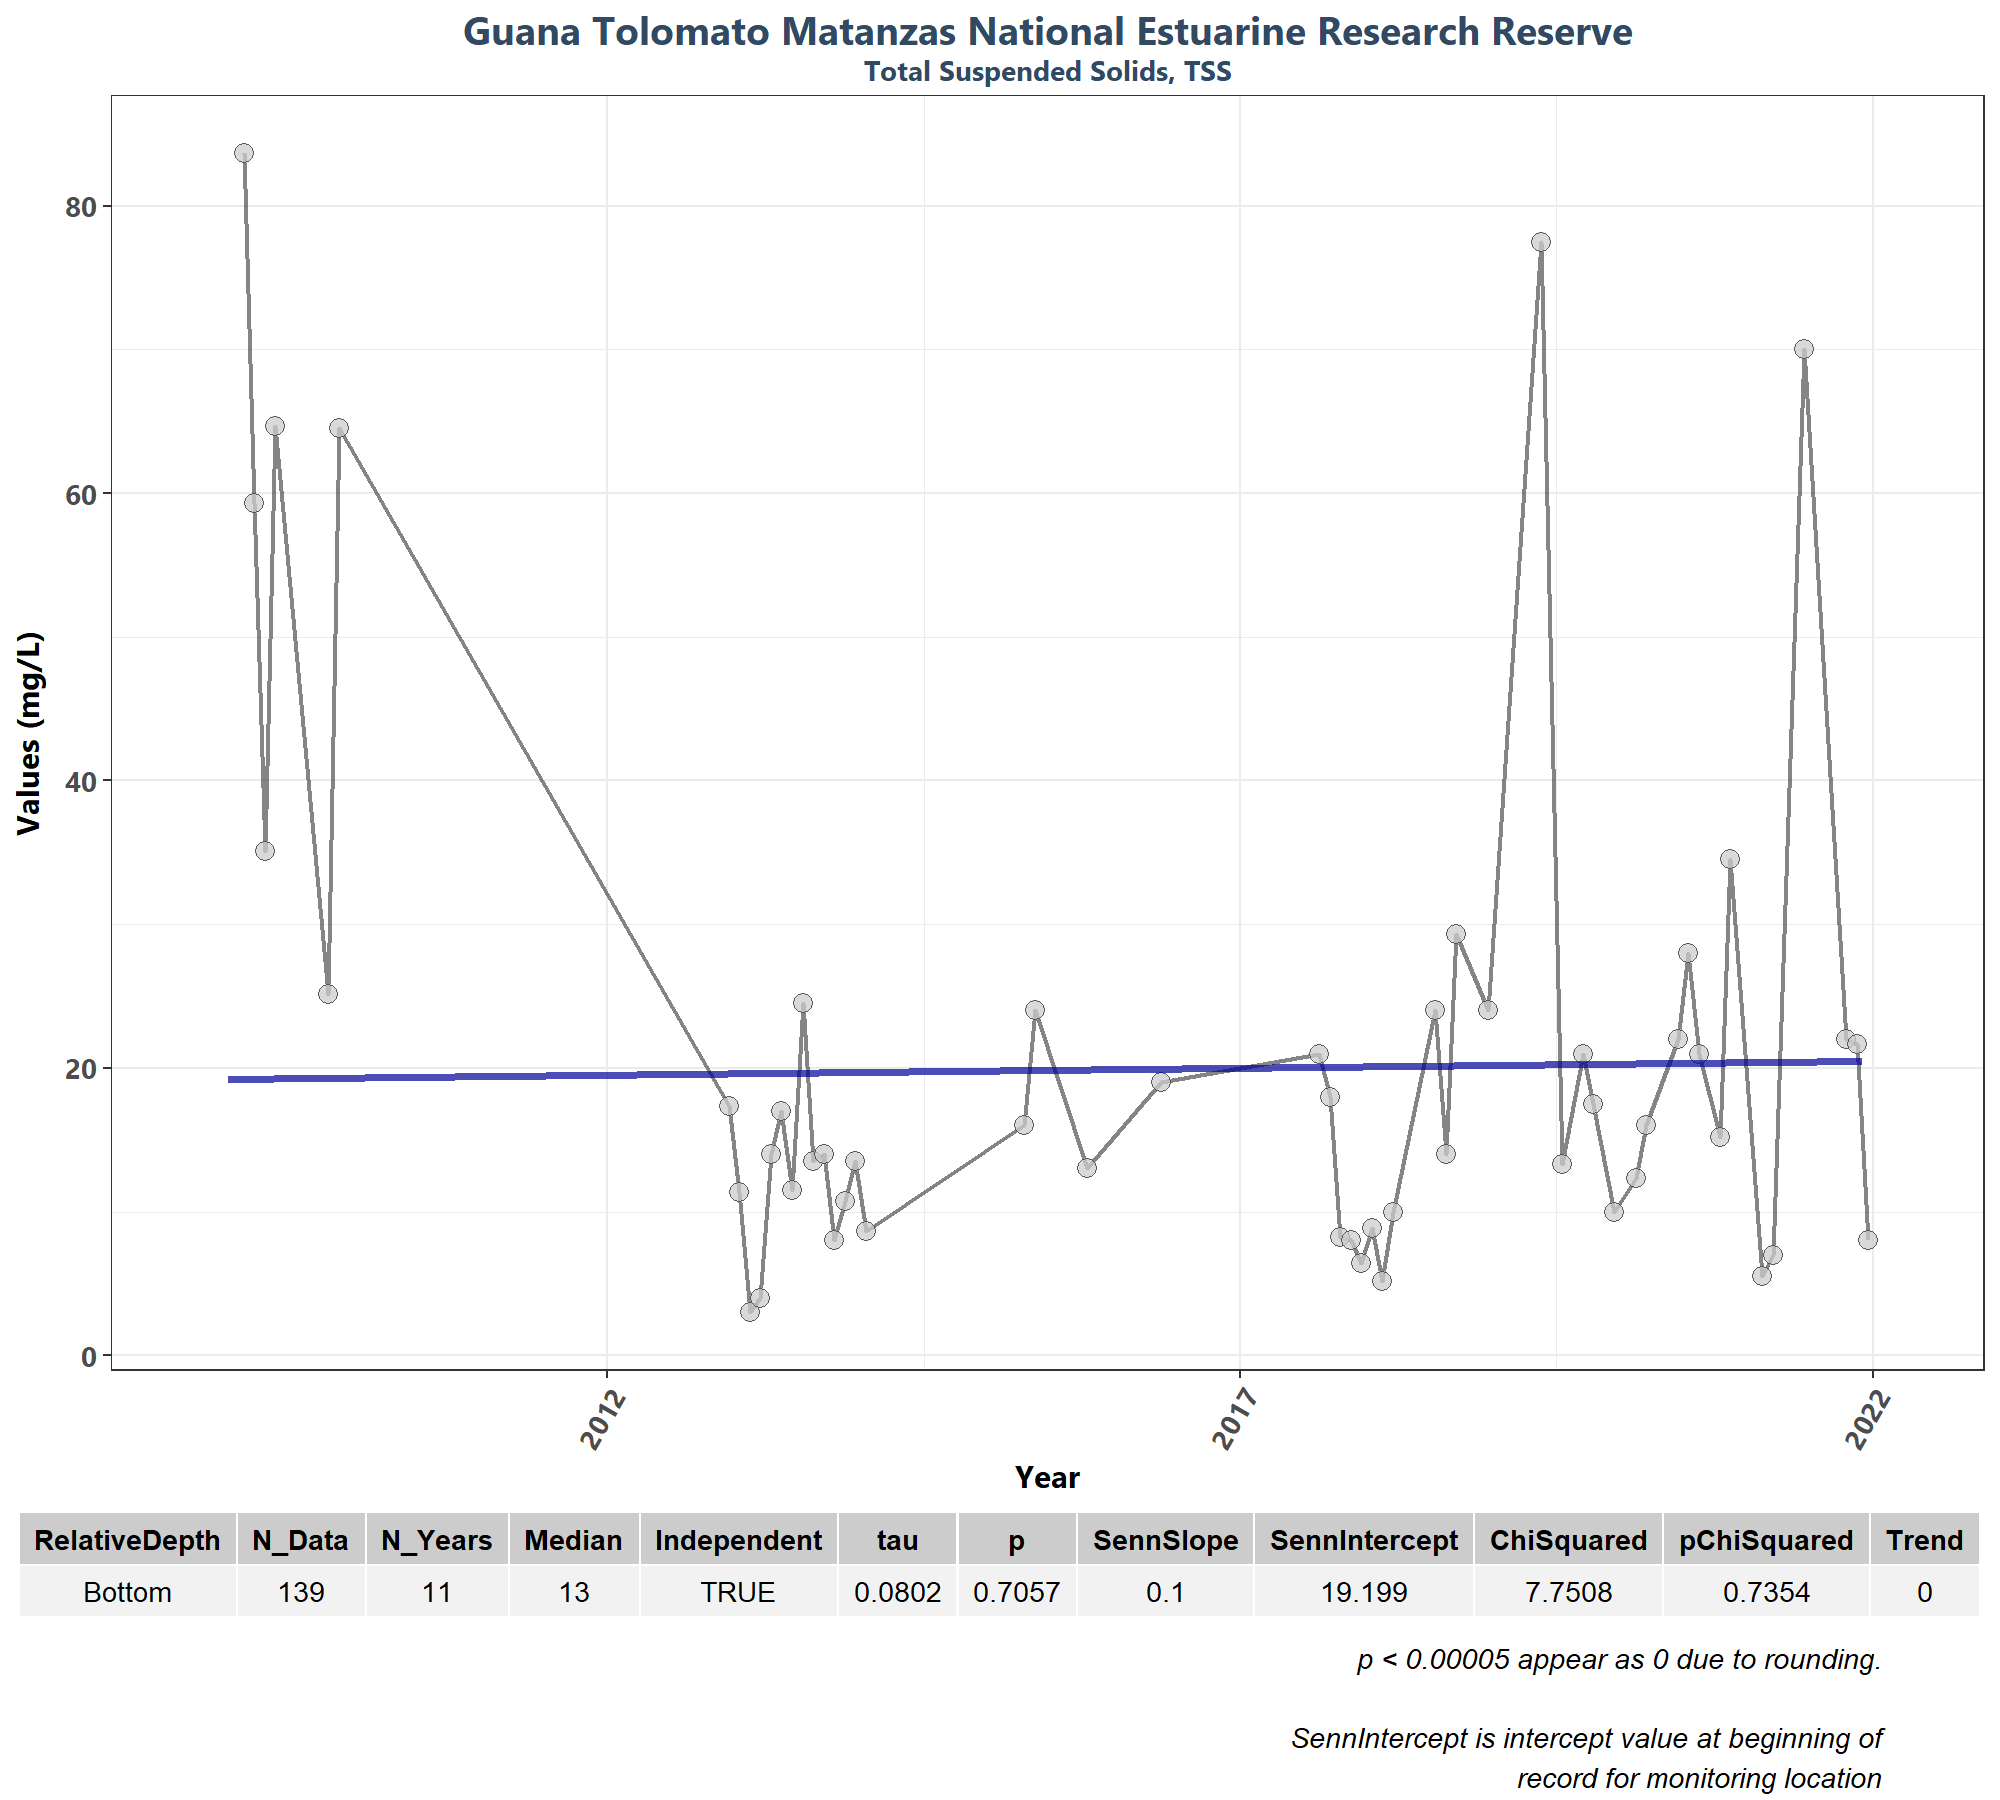 Guana Tolomato Matanzas National Estuarine Research Reserve
Total Suspended Solids, TSS
Values (mg/L)
80
60
40
20
0
2012 2017 2022
Year
RelativeDepth N_Data N_Years Median Independent tau p SennSlope SennIntercept ChiSquared pChiSquared Trend
Bottom 139 11 13 TRUE 0.0802 0.7057 0.1 19.199 7.7508 0.7354 0
p < 0.00005 appear as 0 due to rounding.
SennIntercept is intercept value at beginning of
record for monitoring location